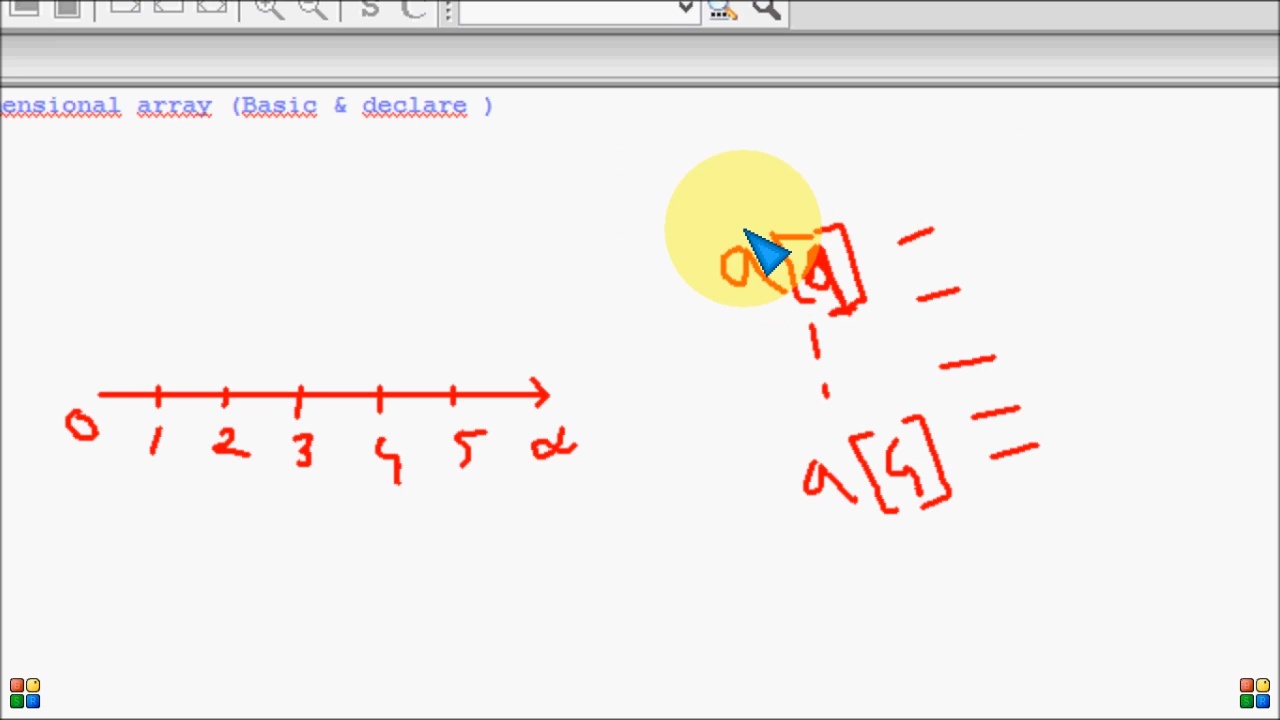 ensional array (Basic & declare )
a[0]
0 1 2 3 4 5 α
a[4]